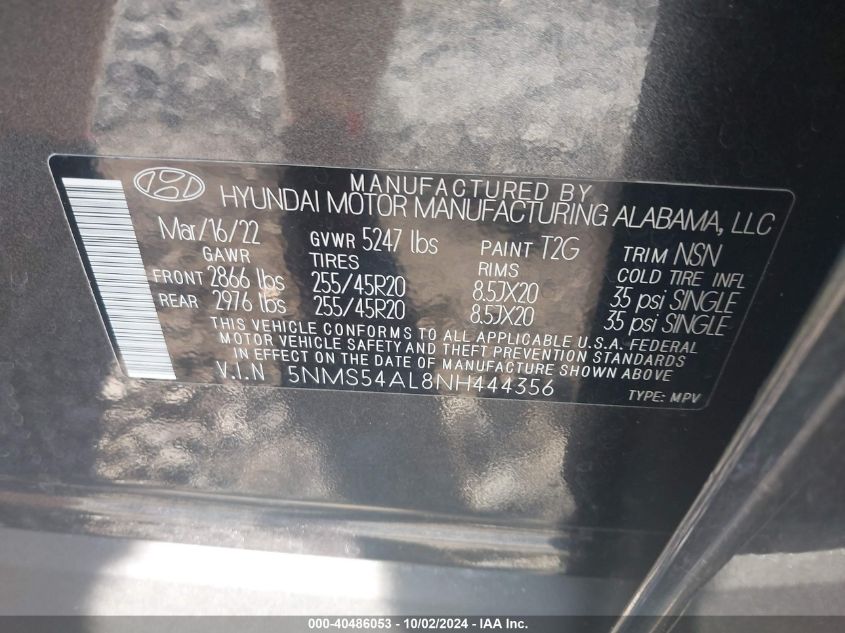 MANUFACTURED BY
HYUNDAI MOTOR MANUFACTURING ALABAMA, LLC
Mar/16/22 GVWR 5247 lbs PAINT T2G TRIM NSN
GAWR TIRES RIMS COLD TIRE INFL
FRONT 2866 lbs 255/45R20 8.5JX20 35 psi SINGLE
REAR 2976 lbs 255/45R20 8.5JX20 35 psi SINGLE
THIS VEHICLE CONFORMS TO ALL APPLICABLE U.S.A. FEDERAL
MOTOR VEHICLE SAFETY AND THEFT PREVENTION STANDARDS
IN EFFECT ON THE DATE OF MANUFACTURE SHOWN ABOVE
V.I.N 5NMS54AL8NH444356 TYPE: MPV
000-40486053 - 10/02/2024 - IAA Inc.